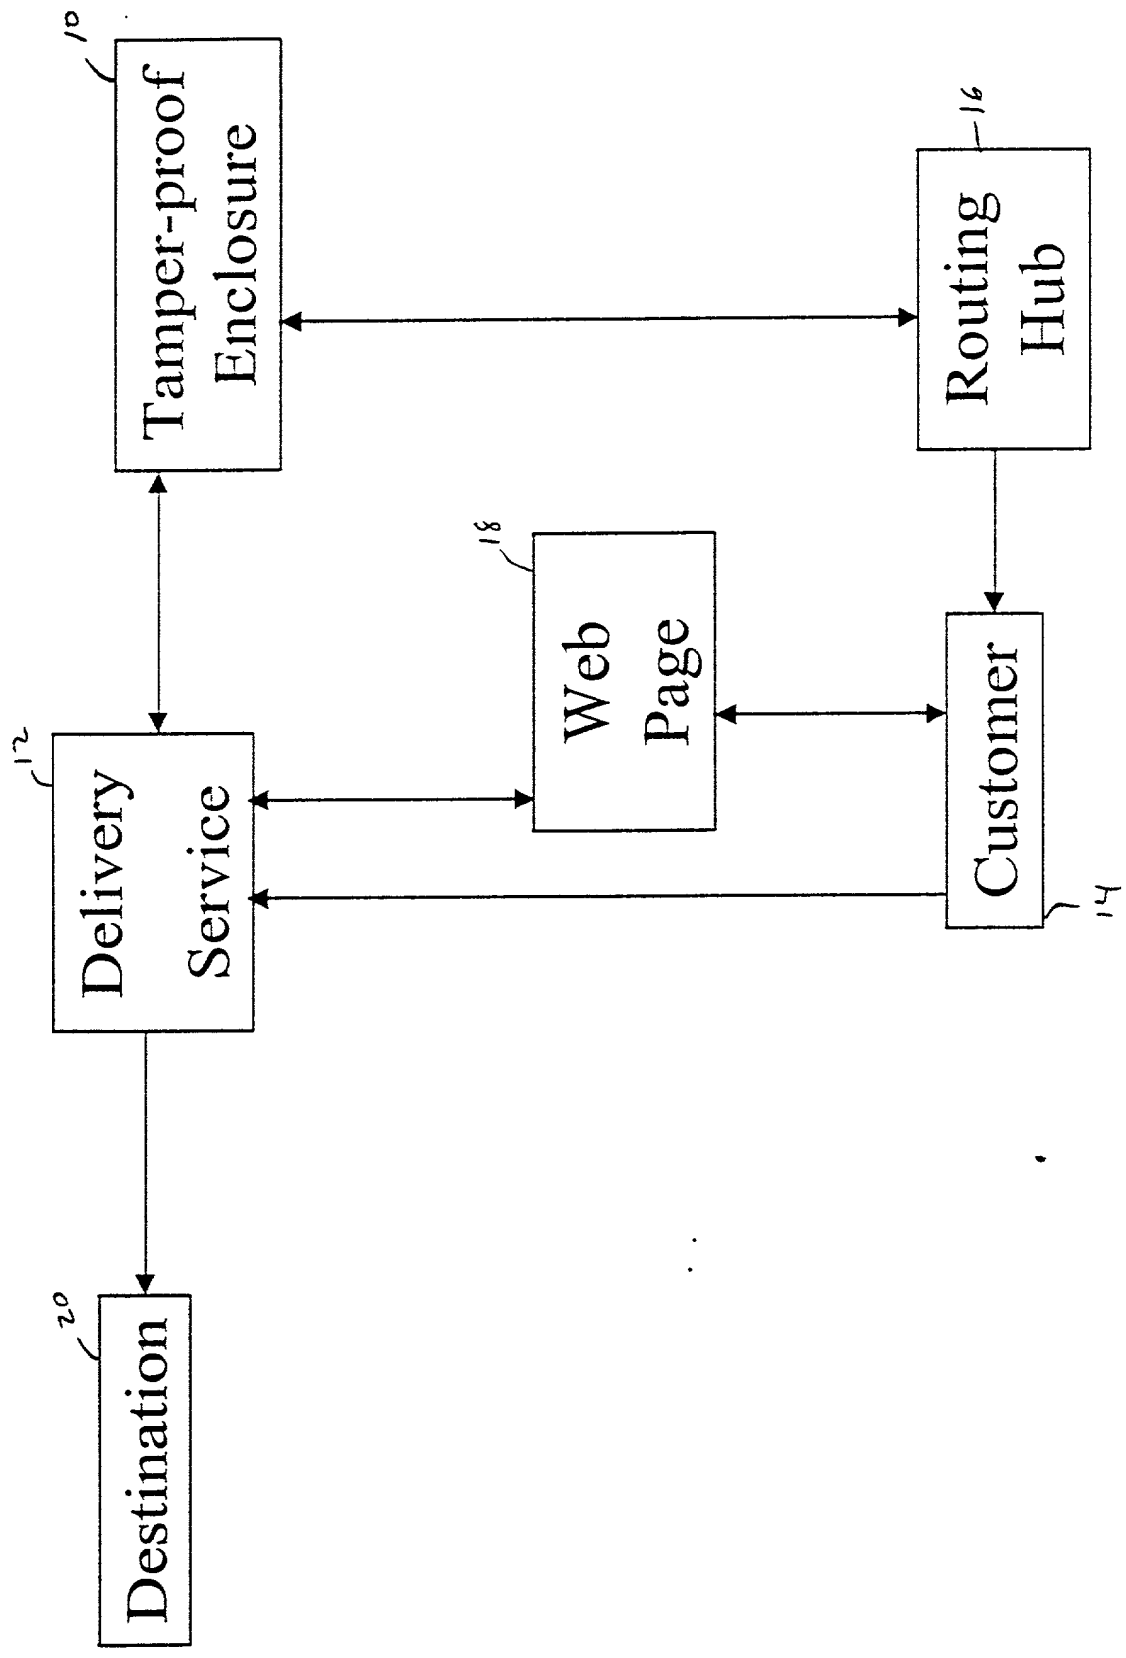 10
Tamper-proof
Enclosure
12
Delivery
Service
20
Destination
18
Web
Page
16
Routing
Hub
Customer
14